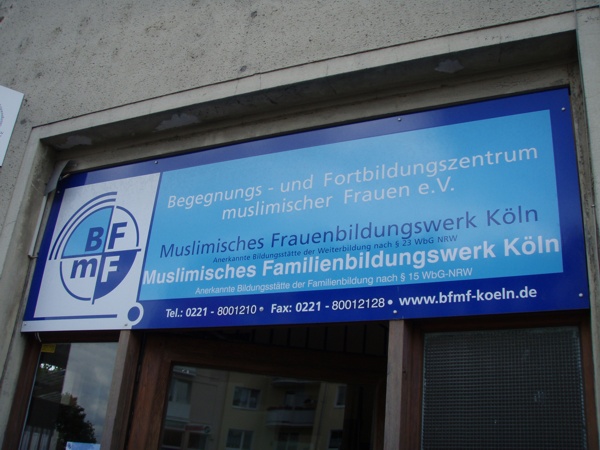 Begegnungs - und Fortbildungszentrum
muslimischer Frauen e.V.
BF
mF
Muslimisches Frauenbildungswerk Köln
Anerkannte Bildungsstätte der Weiterbildung nach § 23 WbG NRW
Muslimisches Familienbildungswerk Köln
Anerkannte Bildungsstätte der Familienbildung nach § 15 WbG-NRW
Tel.: 0221 - 8001210 • Fax: 0221 - 80012128 • www.bfmf-koeln.de